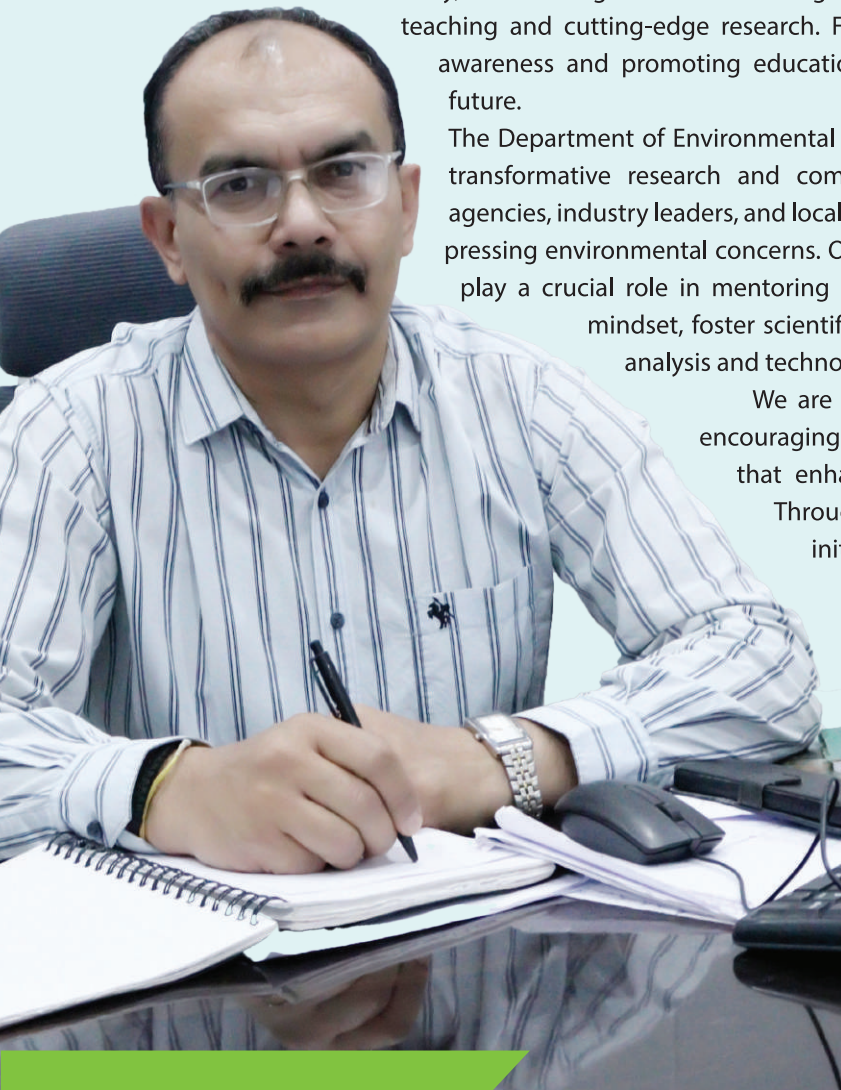 teaching and cutting-edge research. F
awareness and promoting educatio
future.
The Department of Environmental
transformative research and com
agencies, industry leaders, and local
pressing environmental concerns. O
play a crucial role in mentoring
mindset, foster scientif
analysis and techno
We are
encouraging
that enha
Throug
init